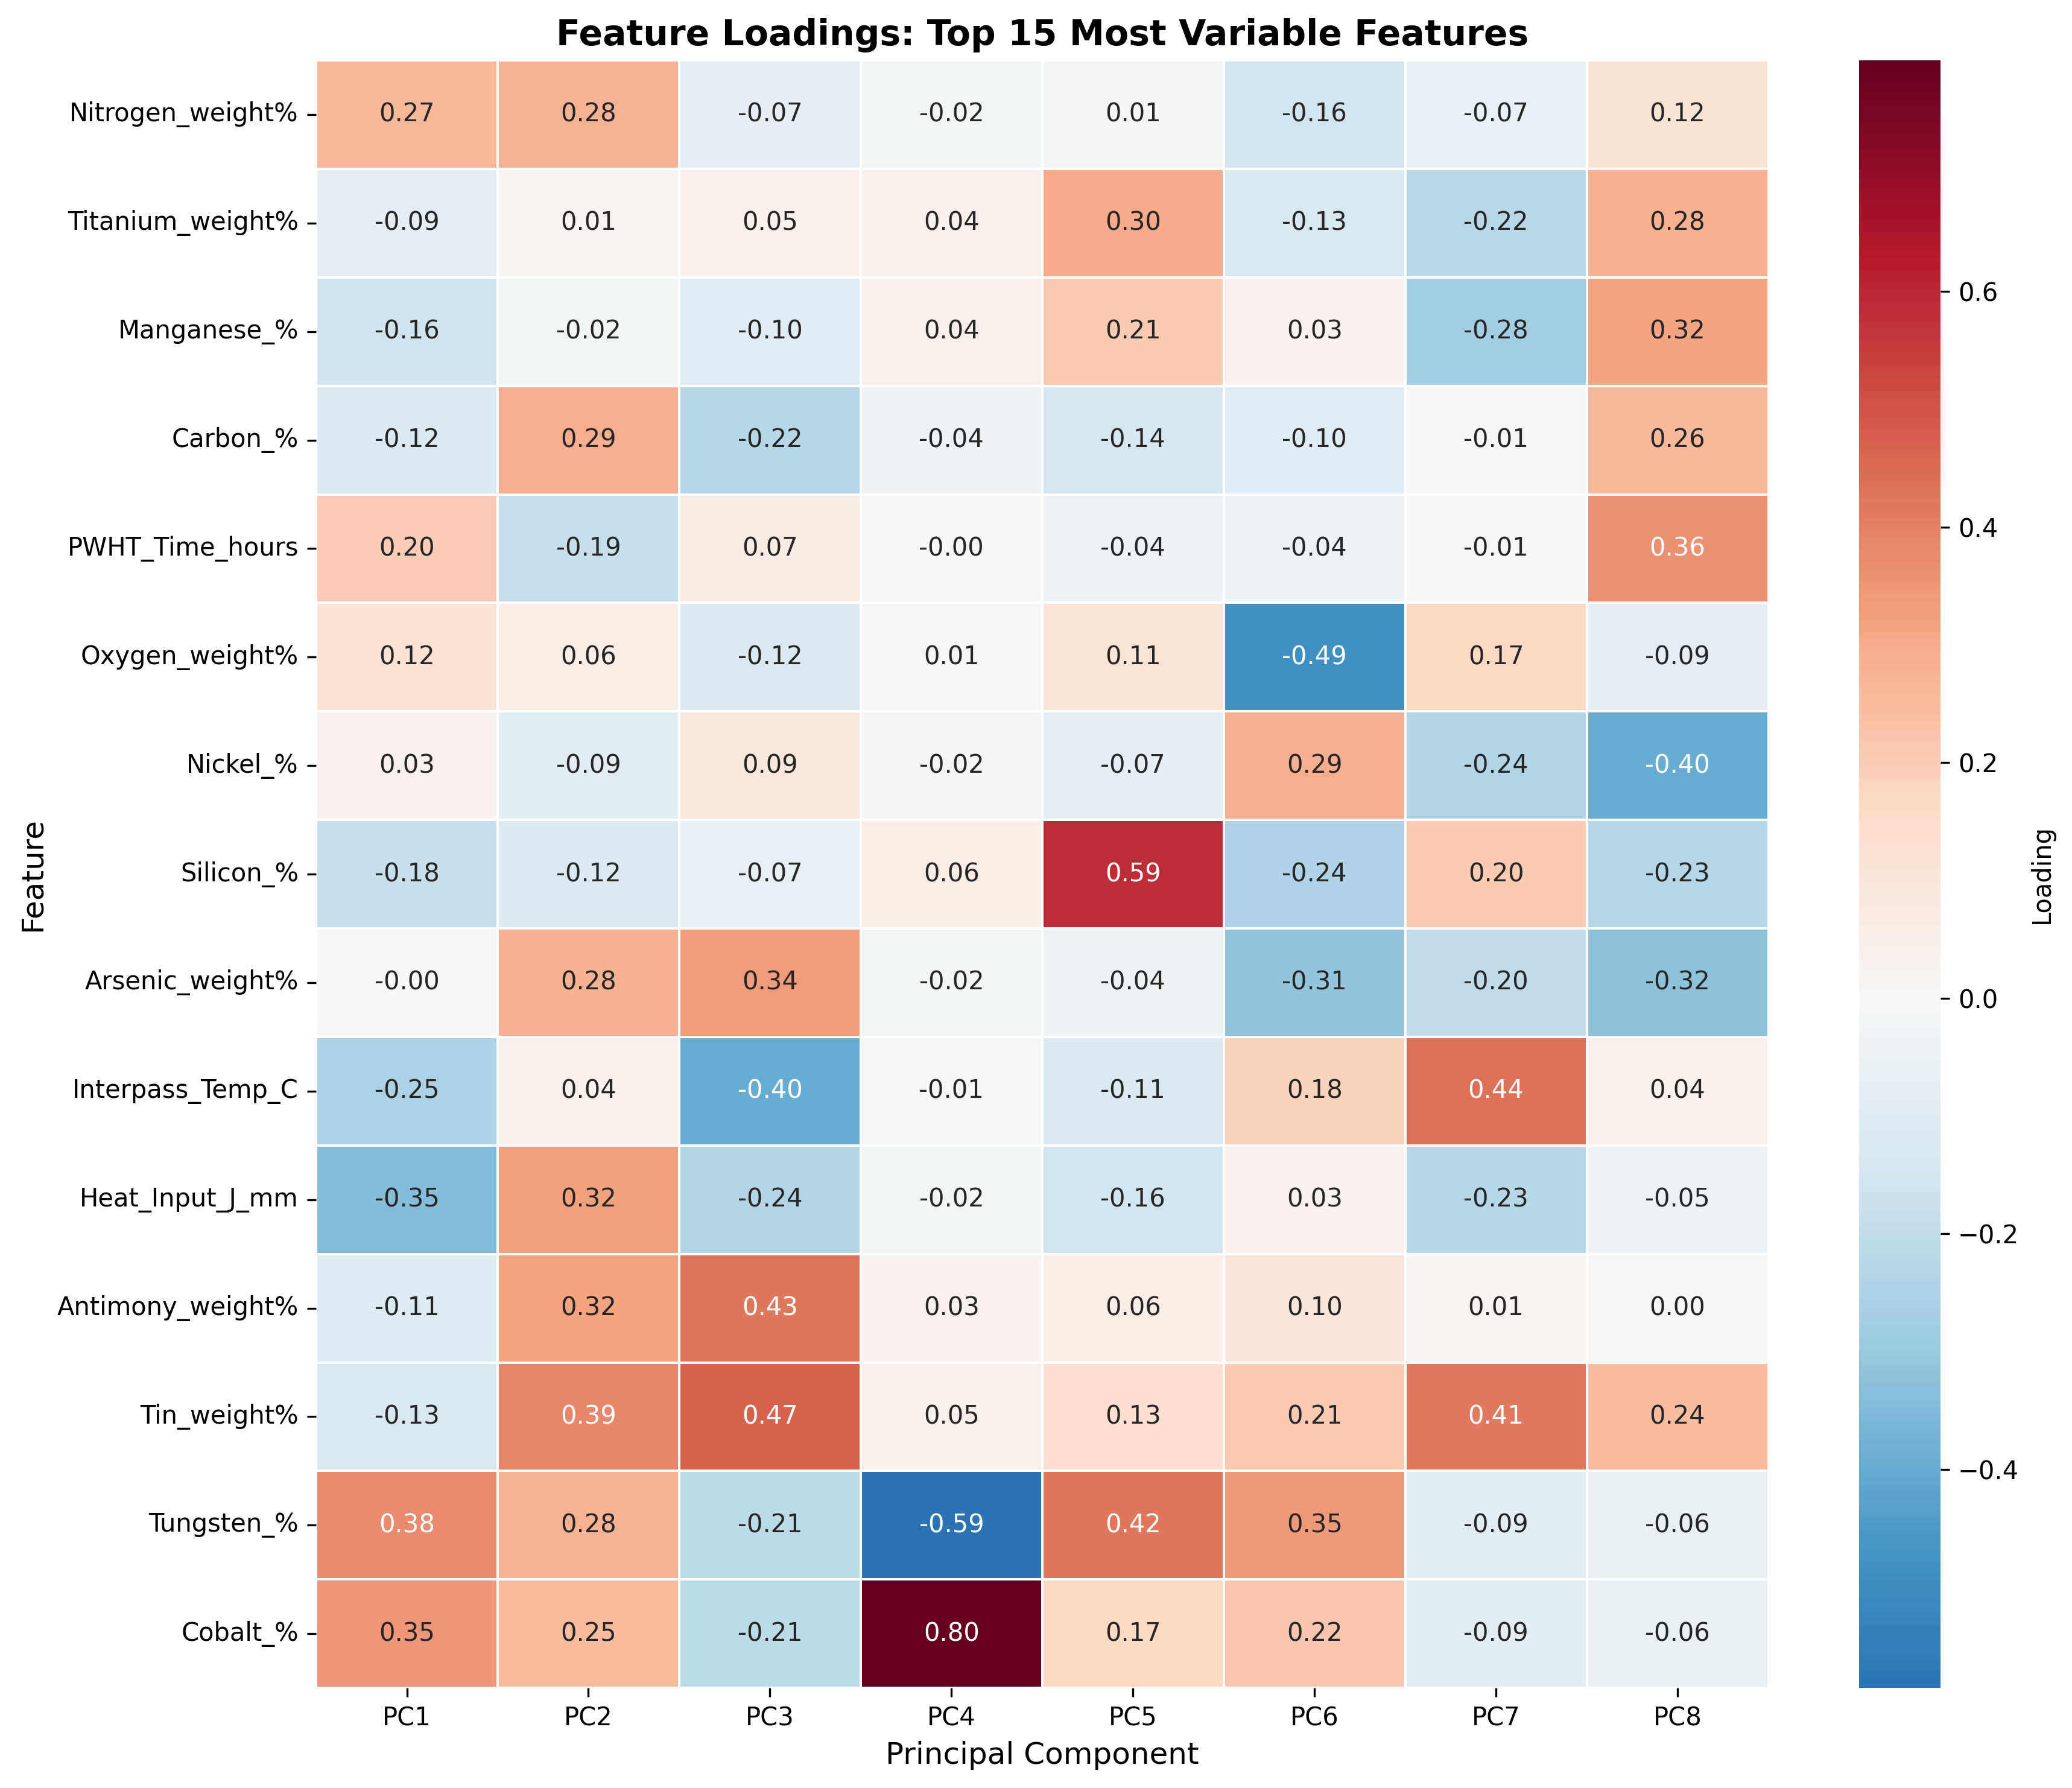 Feature Loadings: Top 15 Most Variable Features
Feature
Nitrogen_weight% 0.27 0.28 -0.07 -0.02 0.01 -0.16 -0.07 0.12
Titanium_weight% -0.09 0.01 0.05 0.04 0.30 -0.13 -0.22 0.28
Manganese_% -0.16 -0.02 -0.10 0.04 0.21 0.03 -0.28 0.32
Carbon_% -0.12 0.29 -0.22 -0.04 -0.14 -0.10 -0.01 0.26
PWHT_Time_hours 0.20 -0.19 0.07 -0.00 -0.04 -0.04 -0.01 0.36
Oxygen_weight% 0.12 0.06 -0.12 0.01 0.11 -0.49 0.17 -0.09
Nickel_% 0.03 -0.09 0.09 -0.02 -0.07 0.29 -0.24 -0.40
Silicon_% -0.18 -0.12 -0.07 0.06 0.59 -0.24 0.20 -0.23
Arsenic_weight% -0.00 0.28 0.34 -0.02 -0.04 -0.31 -0.20 -0.32
Interpass_Temp_C -0.25 0.04 -0.40 -0.01 -0.11 0.18 0.44 0.04
Heat_Input_J_mm -0.35 0.32 -0.24 -0.02 -0.16 0.03 -0.23 -0.05
Antimony_weight% -0.11 0.32 0.43 0.03 0.06 0.10 0.01 0.00
Tin_weight% -0.13 0.39 0.47 0.05 0.13 0.21 0.41 0.24
Tungsten_% 0.38 0.28 -0.21 -0.59 0.42 0.35 -0.09 -0.06
Cobalt_% 0.35 0.25 -0.21 0.80 0.17 0.22 -0.09 -0.06
PC1 PC2 PC3 PC4 PC5 PC6 PC7 PC8
Principal Component
0.6
0.4
0.2
0.0
−0.2
−0.4
Loading